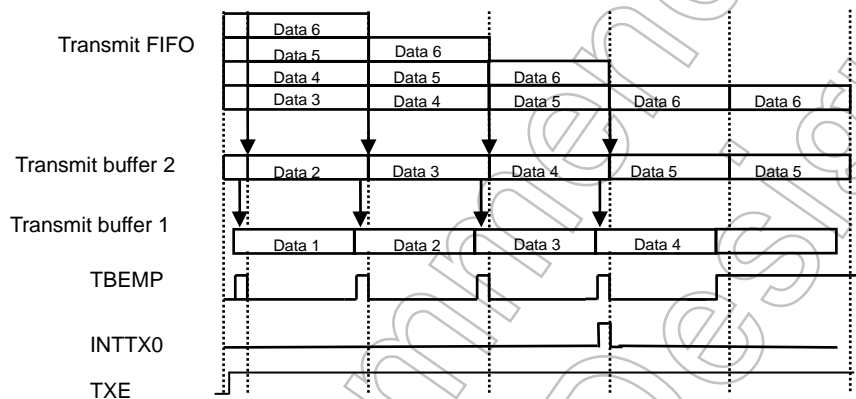 Data 6
Transmit FIFO
Data 5 Data 6
Data 4 Data 5 Data 6
Data 3 Data 4 Data 5 Data 6 Data 6
Transmit buffer 2 Data 2 Data 3 Data 4 Data 5 Data 5
Transmit buffer 1
Data 1 Data 2 Data 3 Data 4
TBEMP
INTTX0
TXE